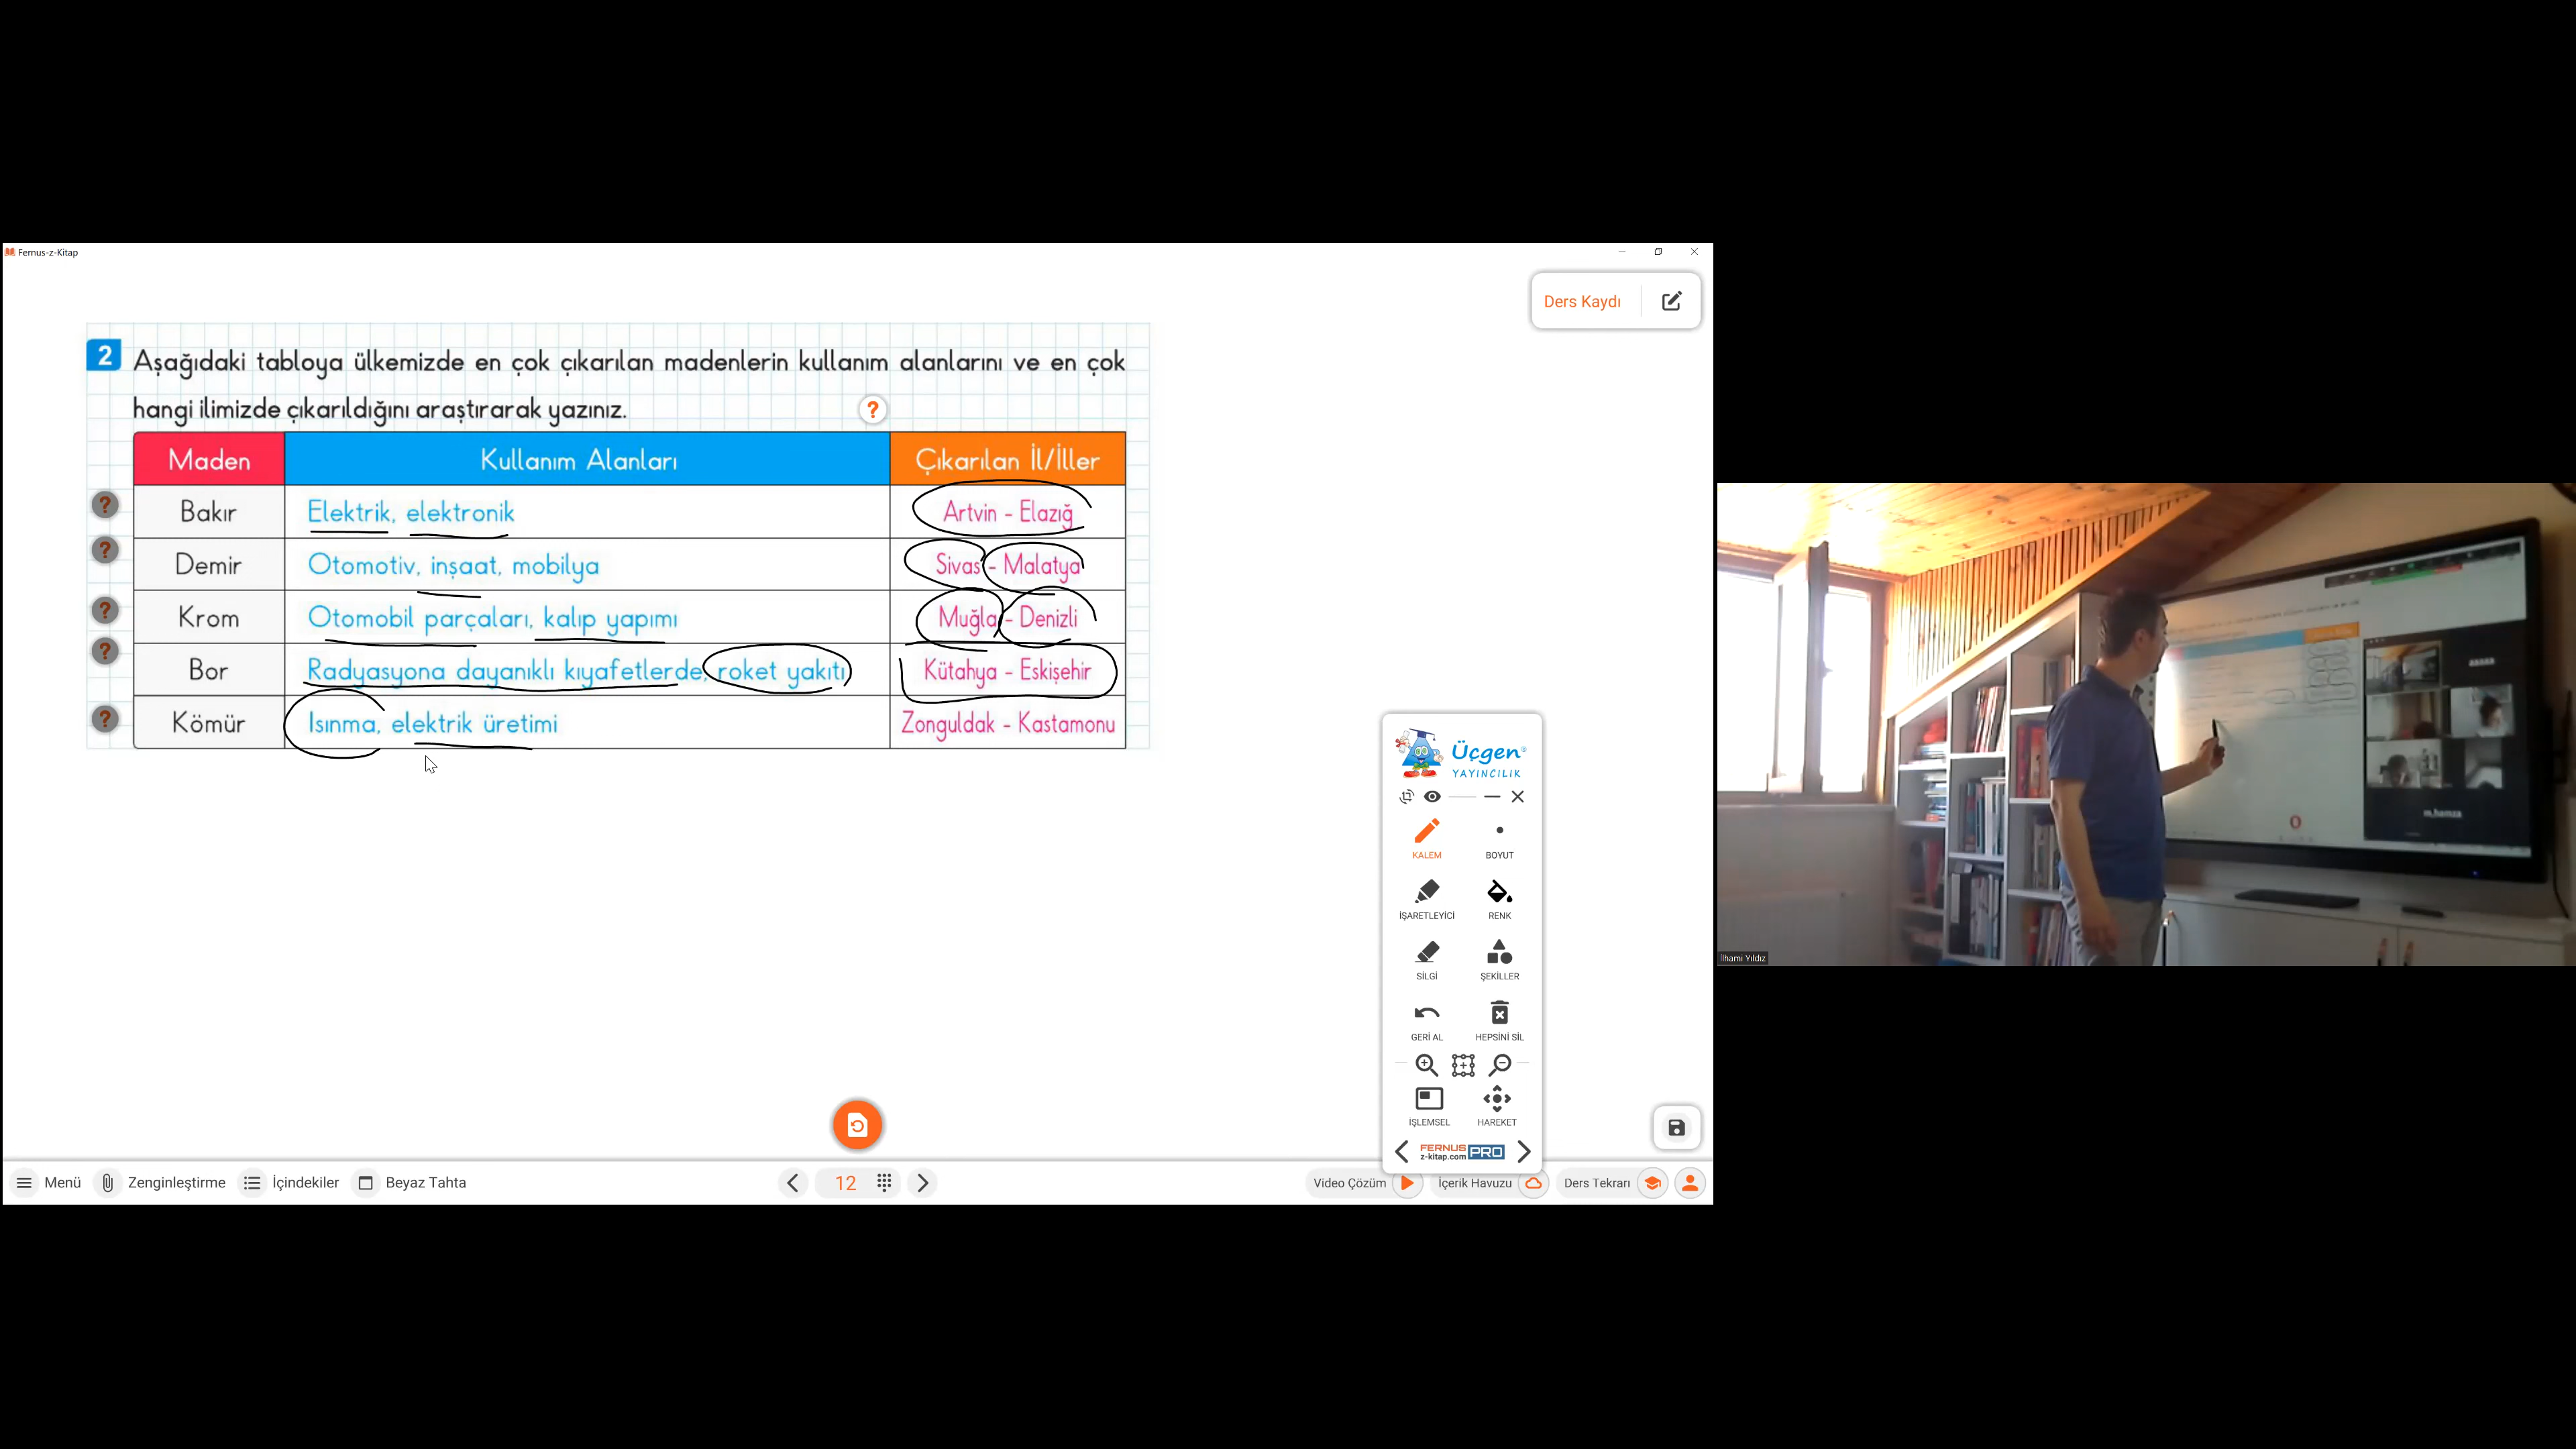 Fernus-z-Kitap
Ders Kaydı
2 Aşağıdaki tabloya ülkemizde en çok çıkarılan madenlerin kullanım alanlarını ve en çok
hangi ilimizde çıkarıldığını araştırarak yazınız.
?
Maden Kullanım Alanları Çıkarılan İl/İller
? Bakır Elektrik, elektronik Artvin - Elazığ
? Demir Otomotiv, inşaat, mobilya Sivas - Malatya
? Krom Otomobil parçaları, kalıp yapımı Muğla - Denizli
? Bor Radyasyona dayanıklı kıyafetlerde, roket yakıtı Kütahya - Eskişehir
? Kömür Isınma, elektrik üretimi Zonguldak - Kastamonu
Üçgen
YAYINCILIK
KALEM BOYUT
İŞARETLEYİCİ RENK
SİLGİ ŞEKİLLER
GERİ AL HEPSİNİ SİL
İŞLEMSEL HAREKET
FERNUS PRO
z-kitap.com
Menü Zenginleştirme İçindekiler Beyaz Tahta 12 Video Çözüm İçerik Havuzu Ders Tekrarı
m.hamza
İlhami Yıldız